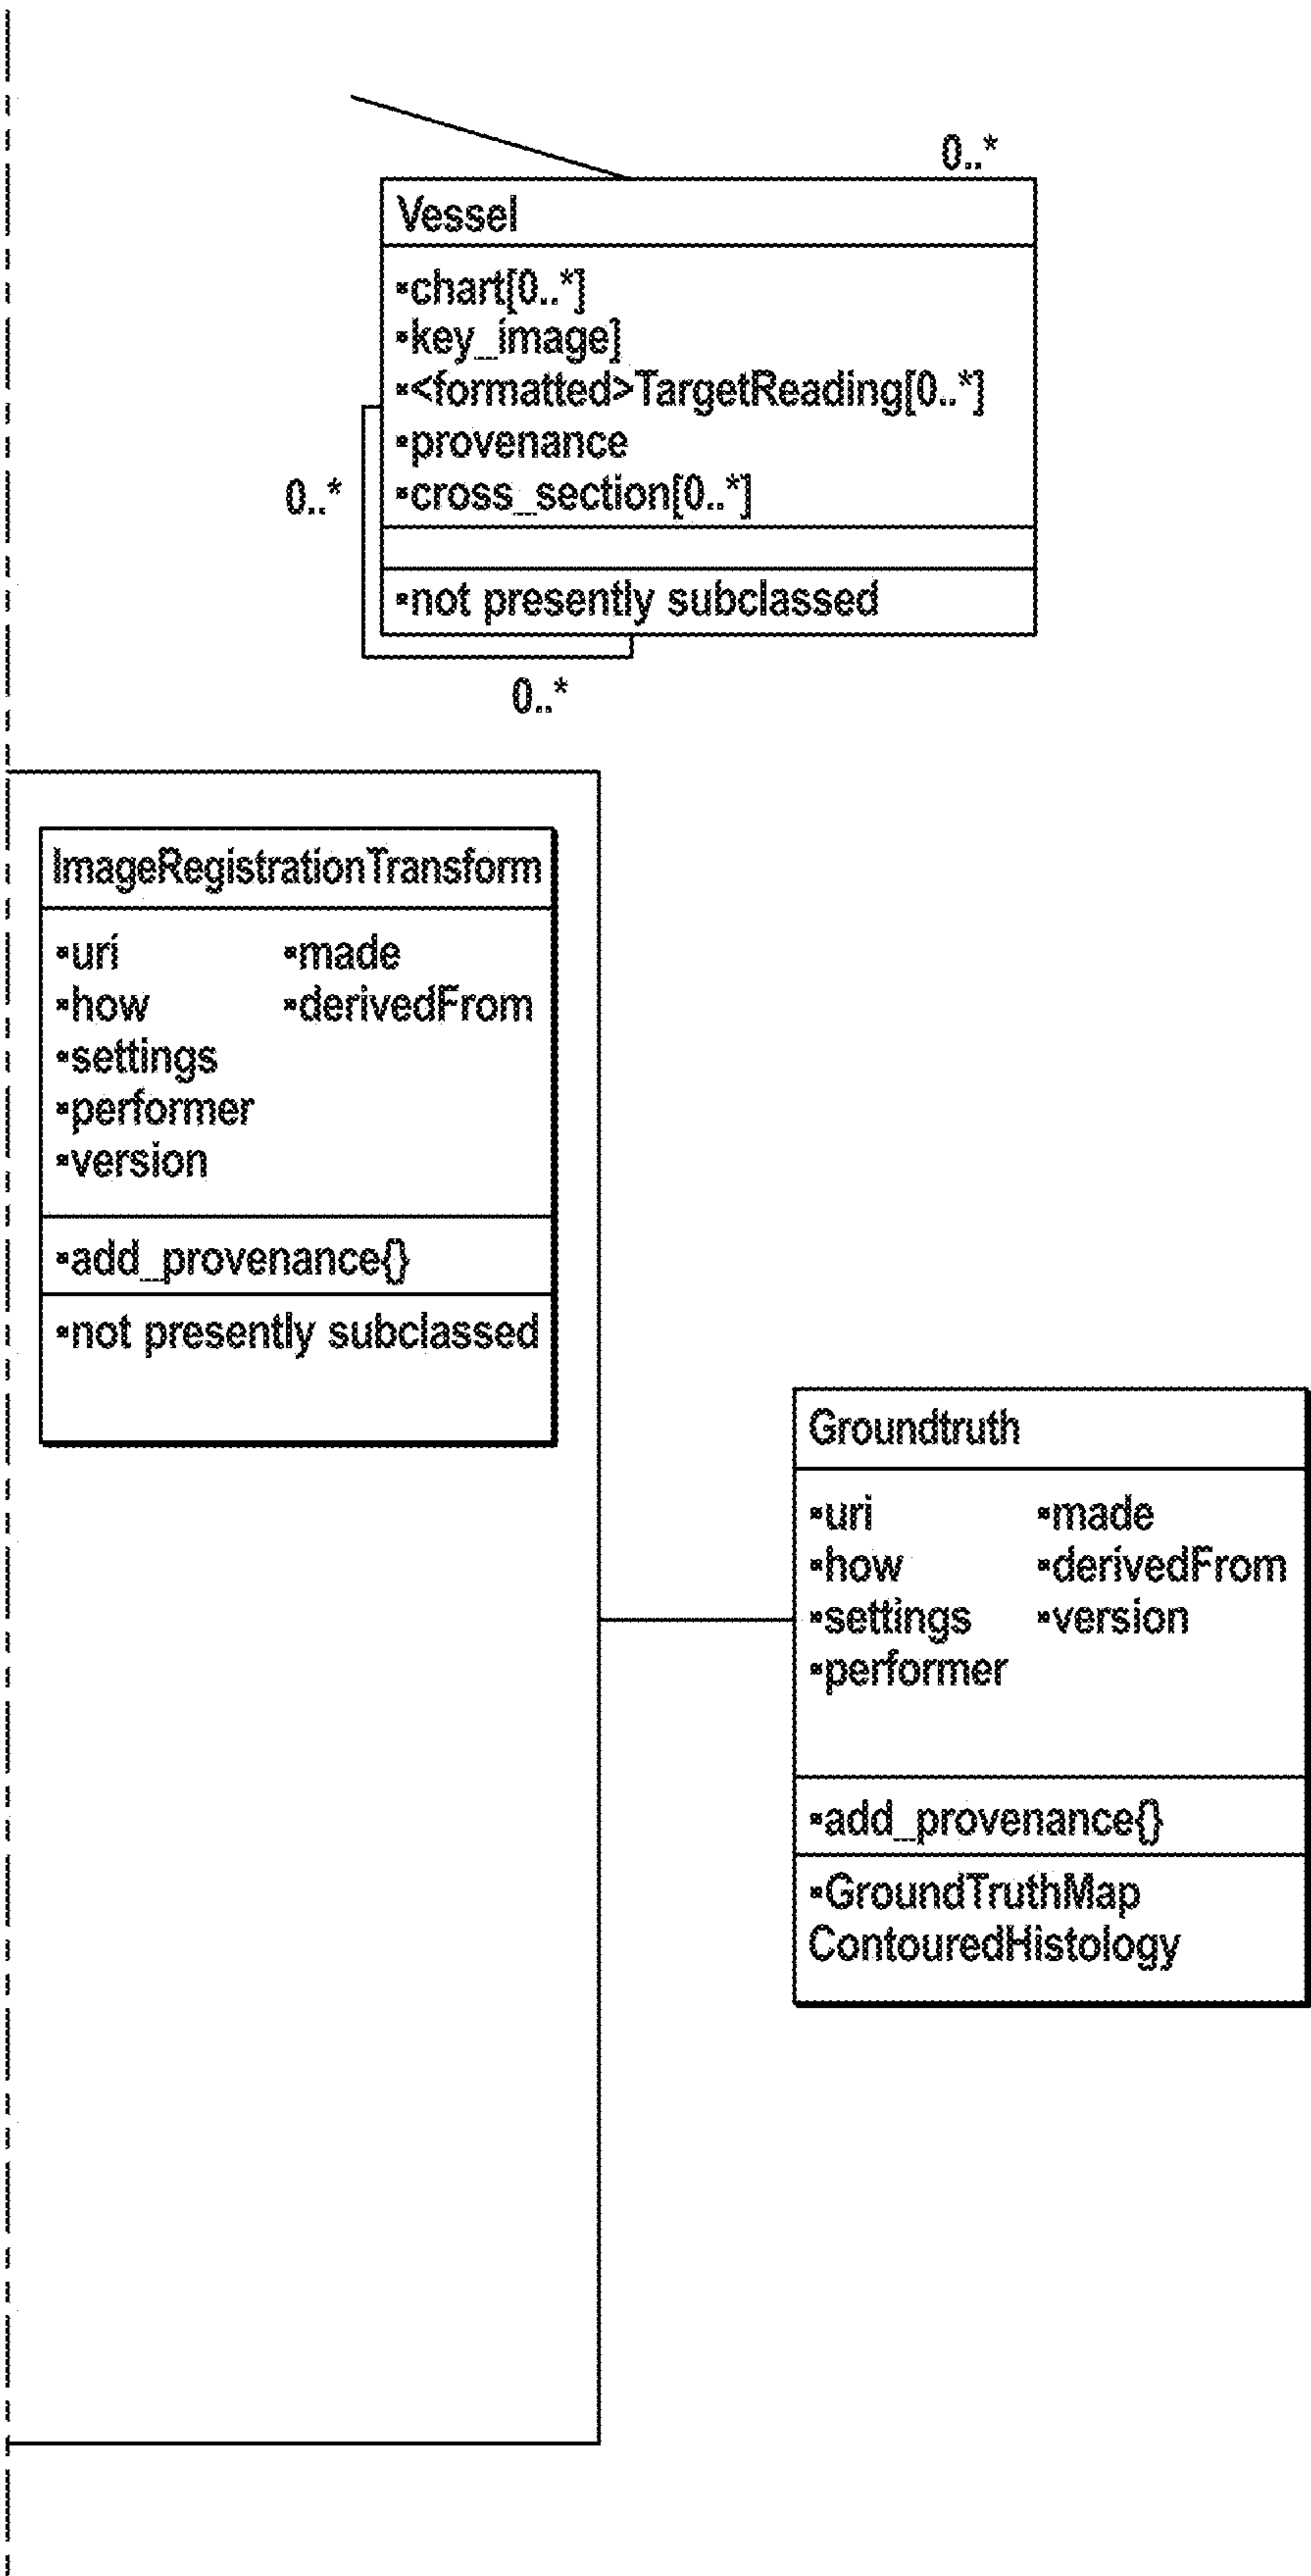 0..*
Vessel
▪chart[0..*]
▪key_image]
▪<formatted>TargetReading[0..*]
▪provenance
▪cross_section[0..*]
0..*
▪not presently subclassed
0..*
ImageRegistrationTransform
▪uri ▪made
▪how ▪derivedFrom
▪settings
▪performer
▪version
▪add_provenance{}
▪not presently subclassed
Groundtruth
▪uri ▪made
▪how ▪derivedFrom
▪settings ▪version
▪performer
▪add_provenance{}
▪GroundTruthMap
ContouredHistology